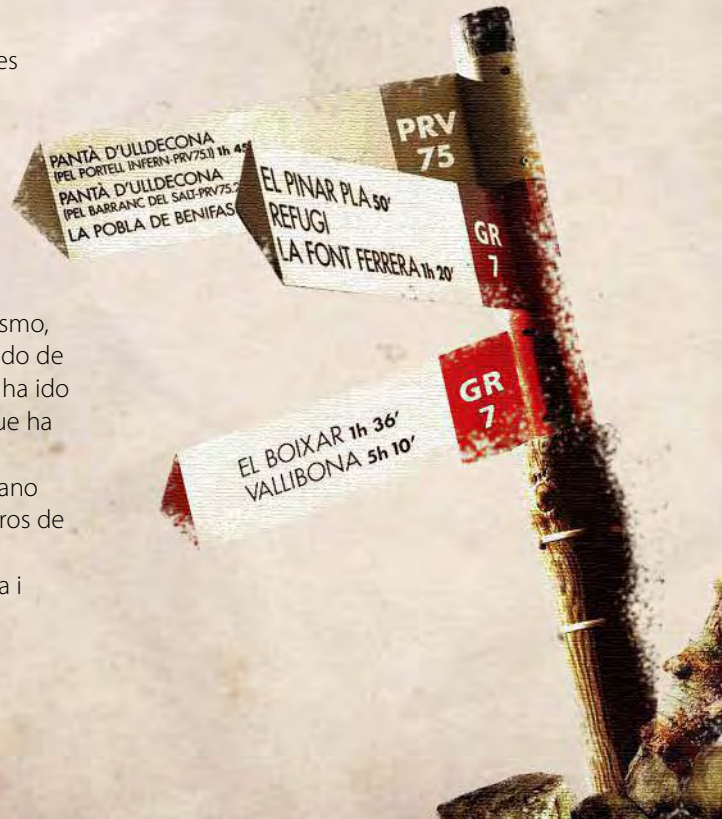 es
smo,
do de
ha ido
ue ha
ano
ros de
a i
PRV
75
PANTÀ D'ULLDECONA
(PEL PORTELL INFERN-PRV75.1) 1h 45'
PANTÀ D'ULLDECONA
(PEL BARRANC DEL SALT-PRV75.2
LA POBLA DE BENIFAS
GR
7
EL PINAR PLA 50'
REFUGI
LA FONT FERRERA 1h 20'
GR
7
EL BOIXAR 1h 36'
VALLIBONA 5h 10'